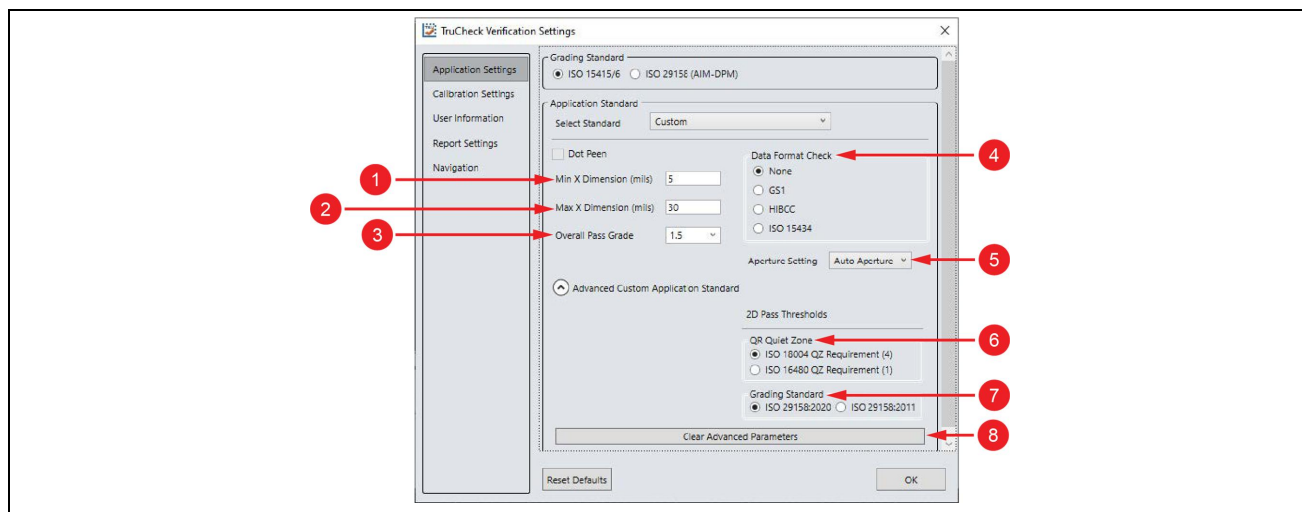 TruCheck Verification Settings
Application Settings
Calibration Settings
User Information
Report Settings
Navigation
Grading Standard
ISO 15415/6 ISO 29158 (AIM-DPM)
Application Standard
Select Standard Custom
Dot Peen
1 Min X Dimension (mils) 5
2 Max X Dimension (mils) 30
3 Overall Pass Grade 1.5
Data Format Check 4
None
GS1
HIBCC
ISO 15434
Aperture Setting Auto Aperture 5
Advanced Custom Application Standard
2D Pass Thresholds
QR Quiet Zone 6
ISO 18004 QZ Requirement (4)
ISO 16480 QZ Requirement (1)
Grading Standard 7
ISO 29158:2020 ISO 29158:2011
Clear Advanced Parameters 8
Reset Defaults OK